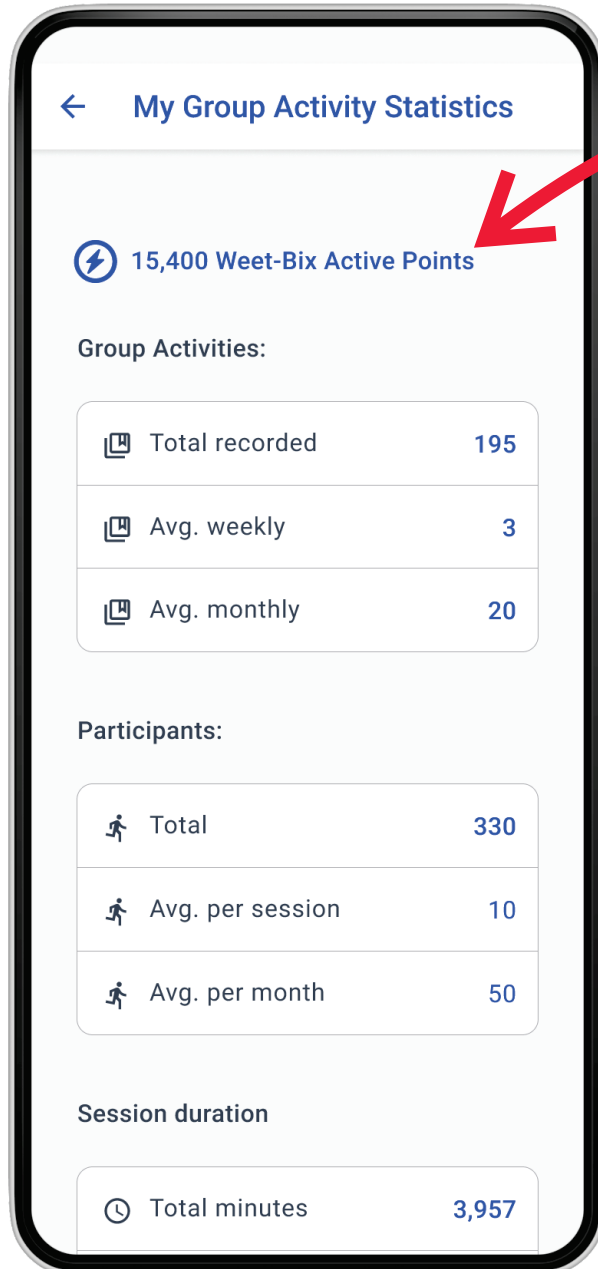 My Group Activity Statistics
15,400 Weet-Bix Active Points
Group Activities:
Total recorded 195
Avg. weekly 3
Avg. monthly 20
Participants:
Total 330
Avg. per session 10
Avg. per month 50
Session duration
Total minutes 3,957